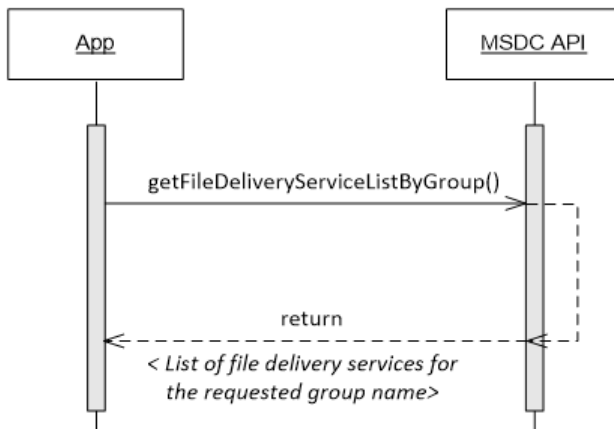 App
MSDC API
getFileDeliveryServiceListByGroup()
return
< List of file delivery services for
the requested group name>